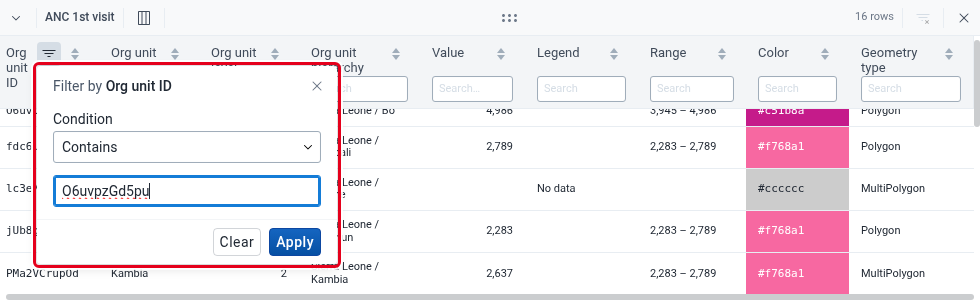 ANC 1st visit
16 rows
Org unit ID
Org unit
Org unit
Org unit
Value
Legend
Range
Color
Geometry type
Search...
Search...
Search...
Search...
Search...
Filter by Org unit ID
Condition
Contains
O6uvpzGd5pu
Clear
Apply
Leone / Bo
4,986
3,945 – 4,986
#c51b8a
Polygon
Leone /
2,789
2,283 – 2,789
#f768a1
Polygon
Leone /
No data
#cccccc
MultiPolygon
Leone /
2,283
2,283 – 2,789
#f768a1
Polygon
PMa2VCrupOd
Kambia
2
Leone /
Kambia
2,637
2,283 – 2,789
#f768a1
MultiPolygon